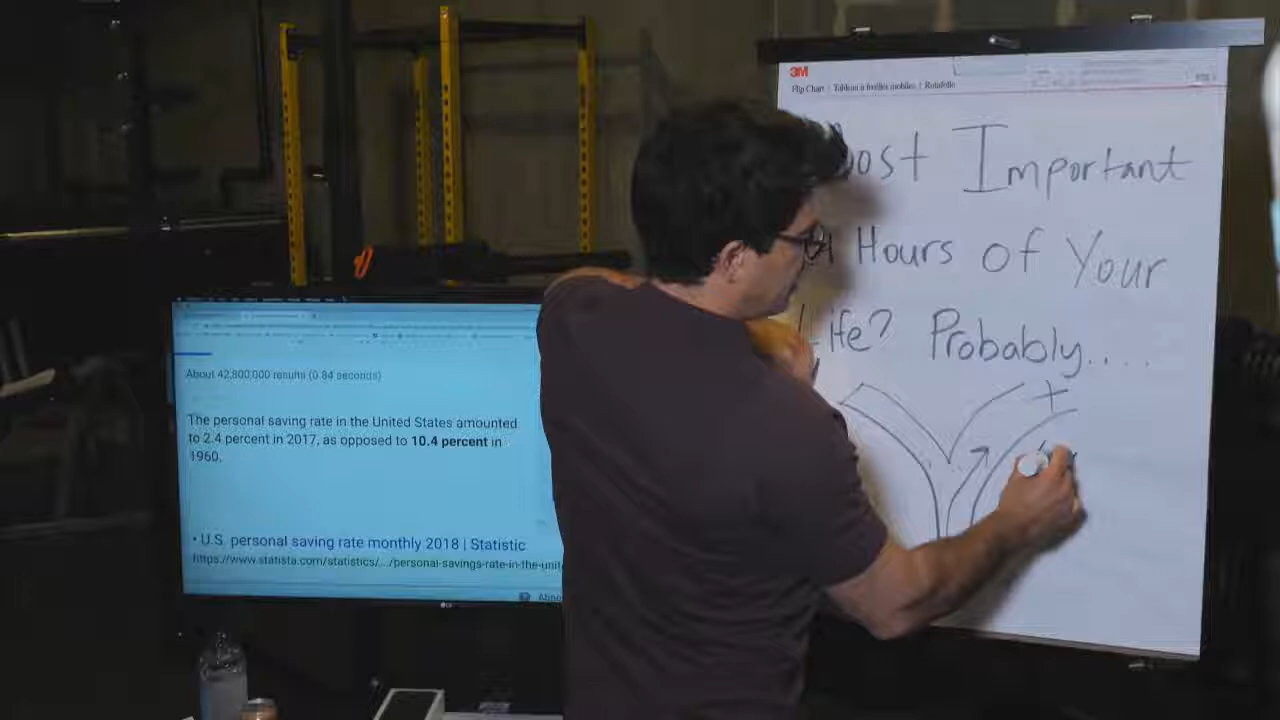 About 42,800,000 results (0.84 seconds)
The personal saving rate in the United States amounted
to 2.4 percent in 2017, as opposed to 10.4 percent in
1960.
• U.S. personal saving rate monthly 2018 | Statistic
https://www.statista.com/statistics/.../personal-savings-rate-in-the-unit
LG
3M
Flip Chart | Tableau à feuilles mobiles | Rotafolio
ost Important
Hours of Your
Life? Probably....
+